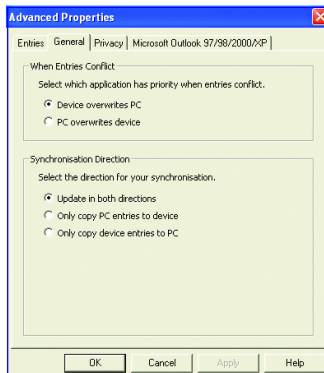 Advanced Properties
Entries General Privacy Microsoft Outlook 97/98/2000/XP
When Entries Conflict
Select which application has priority when entries conflict.
Device overwrites PC
PC overwrites device
Synchronisation Direction
Select the direction for your synchronisation.
Update in both directions
Only copy PC entries to device
Only copy device entries to PC
OK Cancel Apply Help